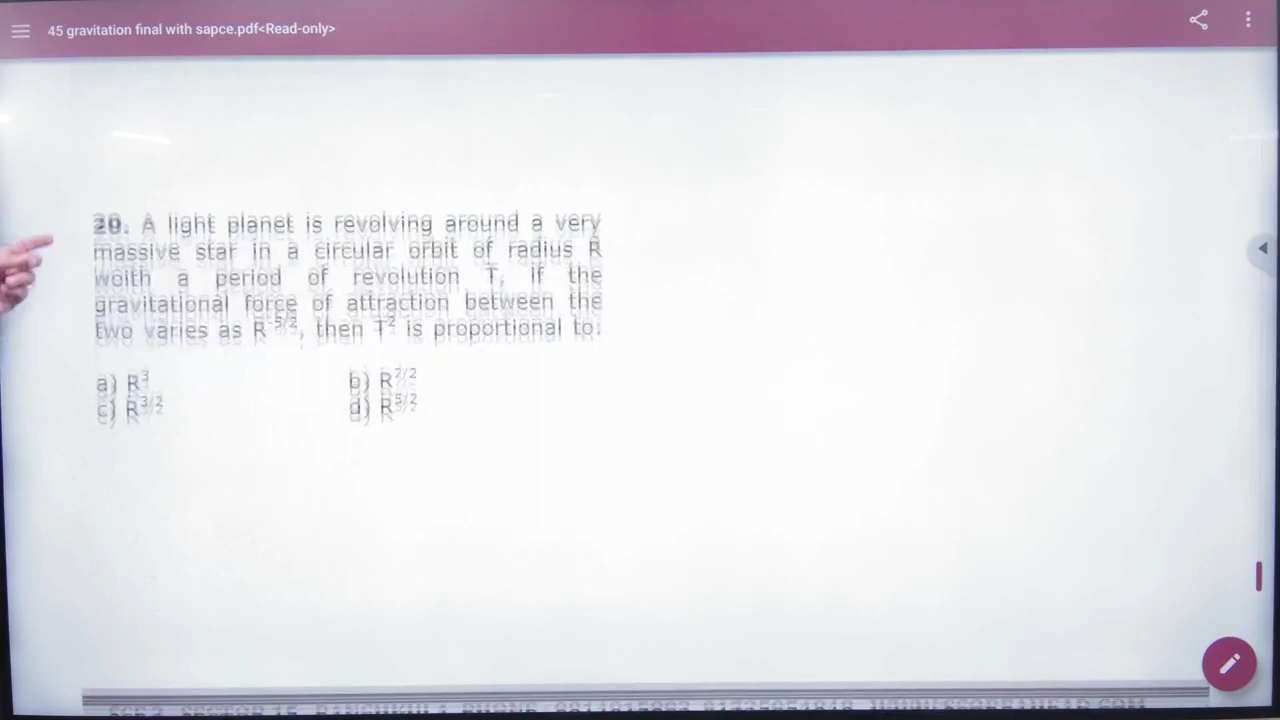 45 gravitation final with sapce.pdf<Read-only>
20. A light planet is revolving around a very
massive star in a circular orbit of radius R
woith a period of revolution T, if the
gravitational force of attraction between the
two varies as R^-5/2, then T^2 is proportional to:
a) R^3 b) R^7/2
c) R^3/2 d) R^5/2